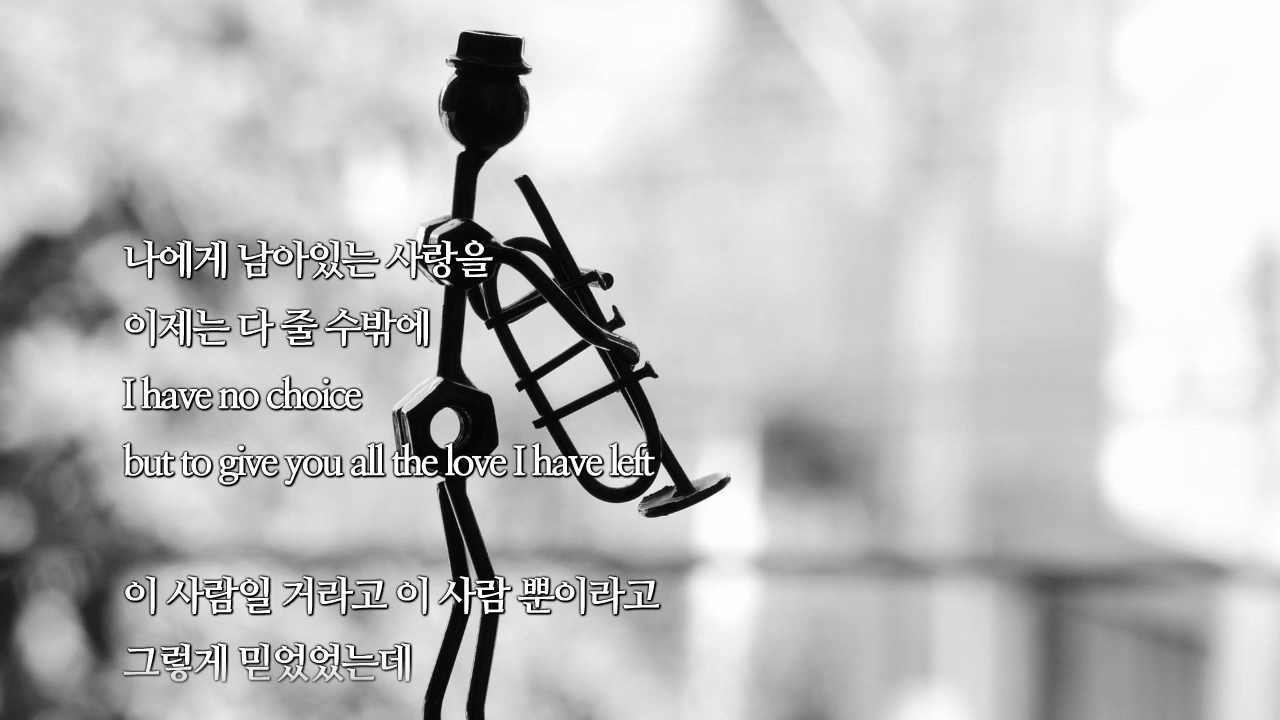 나에게 남아있는 사랑을
이제는 다 줄 수밖에
I have no choice
but to give you all the love I have left
이 사람일 거라고 이 사람 뿐이라고
그렇게 믿었었는데